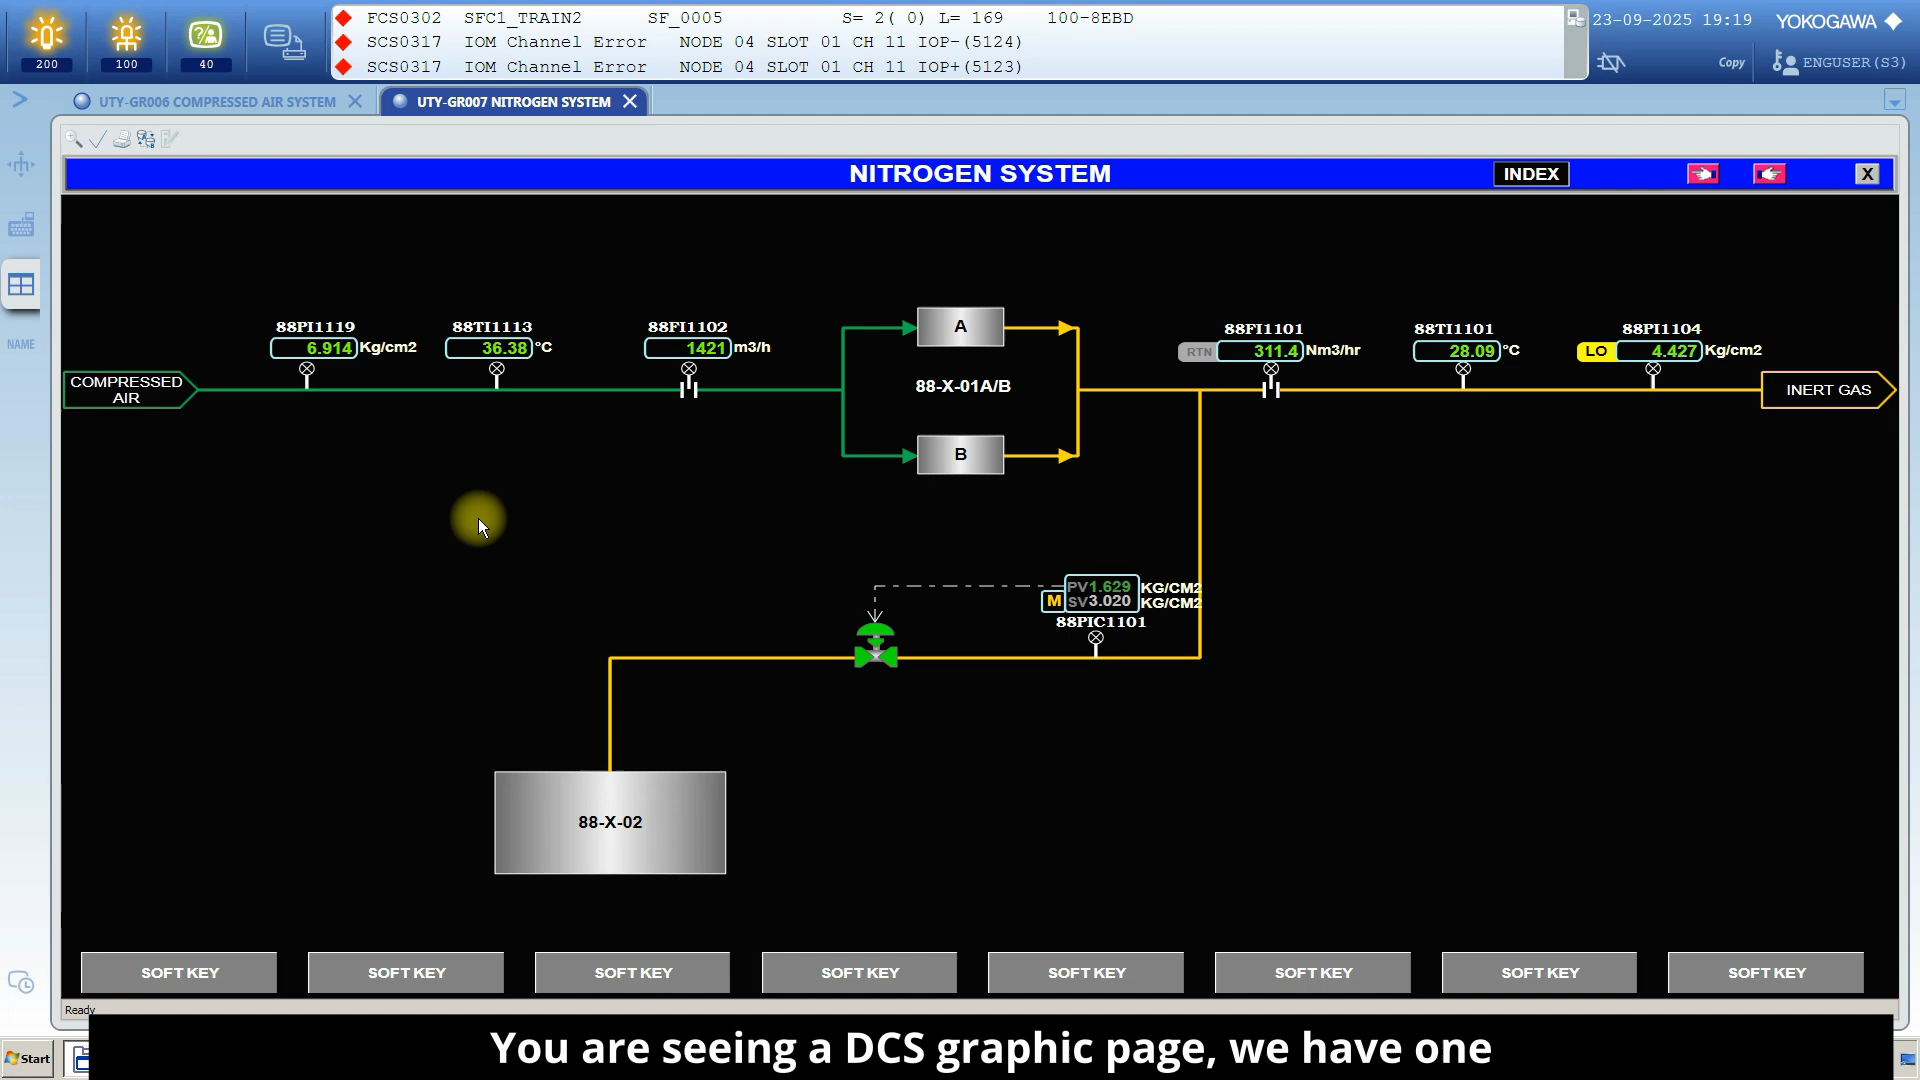 FCS0302 SFC1_TRAIN2 SF_0005 S= 2( 0) L= 169 100-8EBD
SCS0317 IOM Channel Error NODE 04 SLOT 01 CH 11 IOP-(5124)
SCS0317 IOM Channel Error NODE 04 SLOT 01 CH 11 IOP+(5123)
200 100 40
23-09-2025 19:19 YOKOGAWA
Copy ENGUSER(S3)
UTY-GR006 COMPRESSED AIR SYSTEM
UTY-GR007 NITROGEN SYSTEM
NITROGEN SYSTEM INDEX X
NAME
88PI1119 88TI1113 88FI1102
6.914 Kg/cm2 36.38 °C 1421 m3/h
A
88FI1101 88TI1101 88PI1104
RTN 311.4 Nm3/hr 28.09 °C LO 4.427 Kg/cm2
COMPRESSED
AIR
88-X-01A/B
INERT GAS
B
PV1.629 KG/CM2
M SV3.020 KG/CM2
88PIC1101
88-X-02
SOFT KEY SOFT KEY SOFT KEY SOFT KEY SOFT KEY SOFT KEY SOFT KEY SOFT KEY
Ready
Start
You are seeing a DCS graphic page, we have one